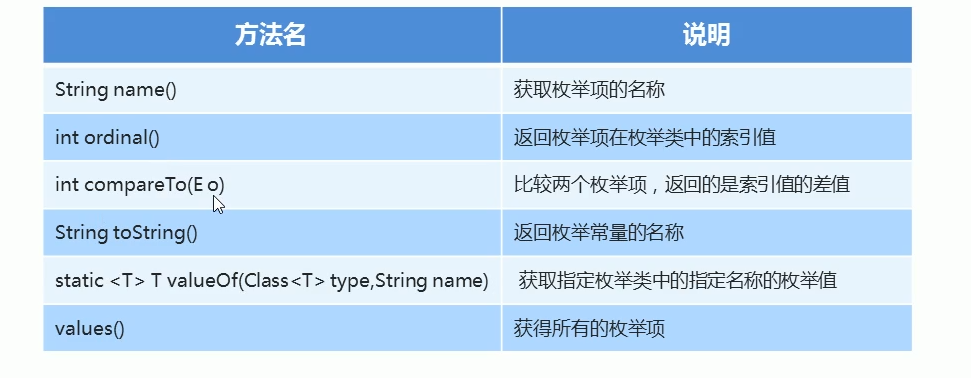 方法名 说明
String name() 获取枚举项的名称
int ordinal() 返回枚举项在枚举类中的索引值
int compareTo(E o) 比较两个枚举项，返回的是索引值的差值
String toString() 返回枚举常量的名称
static <T> T valueOf(Class<T> type,String name) 获取指定枚举类中的指定名称的枚举值
values() 获得所有的枚举项